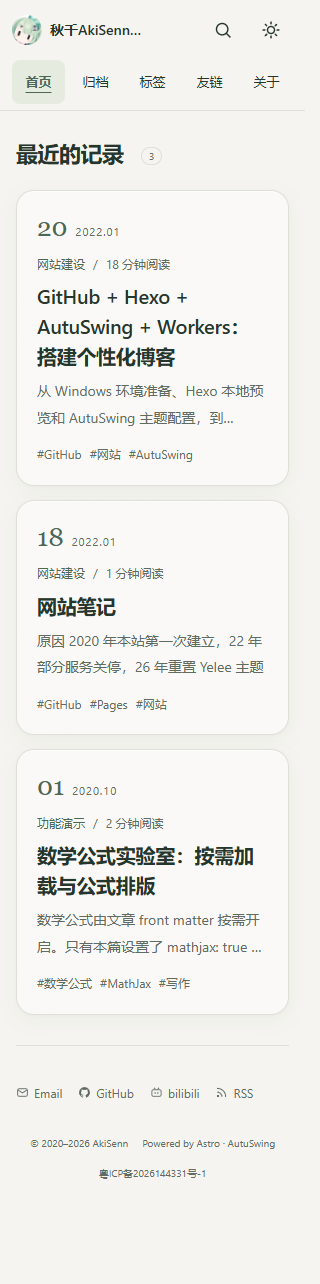 秋千AkiSenn...
首页 归档 标签 友链 关于
最近的记录 3
20 2022.01
网站建设 / 18 分钟阅读
GitHub + Hexo +
AutuSwing + Workers：
搭建个性化博客
从 Windows 环境准备、Hexo 本地预
览和 AutuSwing 主题配置，到...
#GitHub #网站 #AutuSwing
18 2022.01
网站建设 / 1 分钟阅读
网站笔记
原因 2020 年本站第一次建立，22 年
部分服务关停，26 年重置 Yelee 主题
#GitHub #Pages #网站
01 2020.10
功能演示 / 2 分钟阅读
数学公式实验室：按需加
载与公式排版
数学公式由文章 front matter 按需开
启。只有本篇设置了 mathjax: true ...
#数学公式 #MathJax #写作
Email GitHub bilibili RSS
© 2020–2026 AkiSenn Powered by Astro · AutuSwing
粤ICP备2026144331号-1